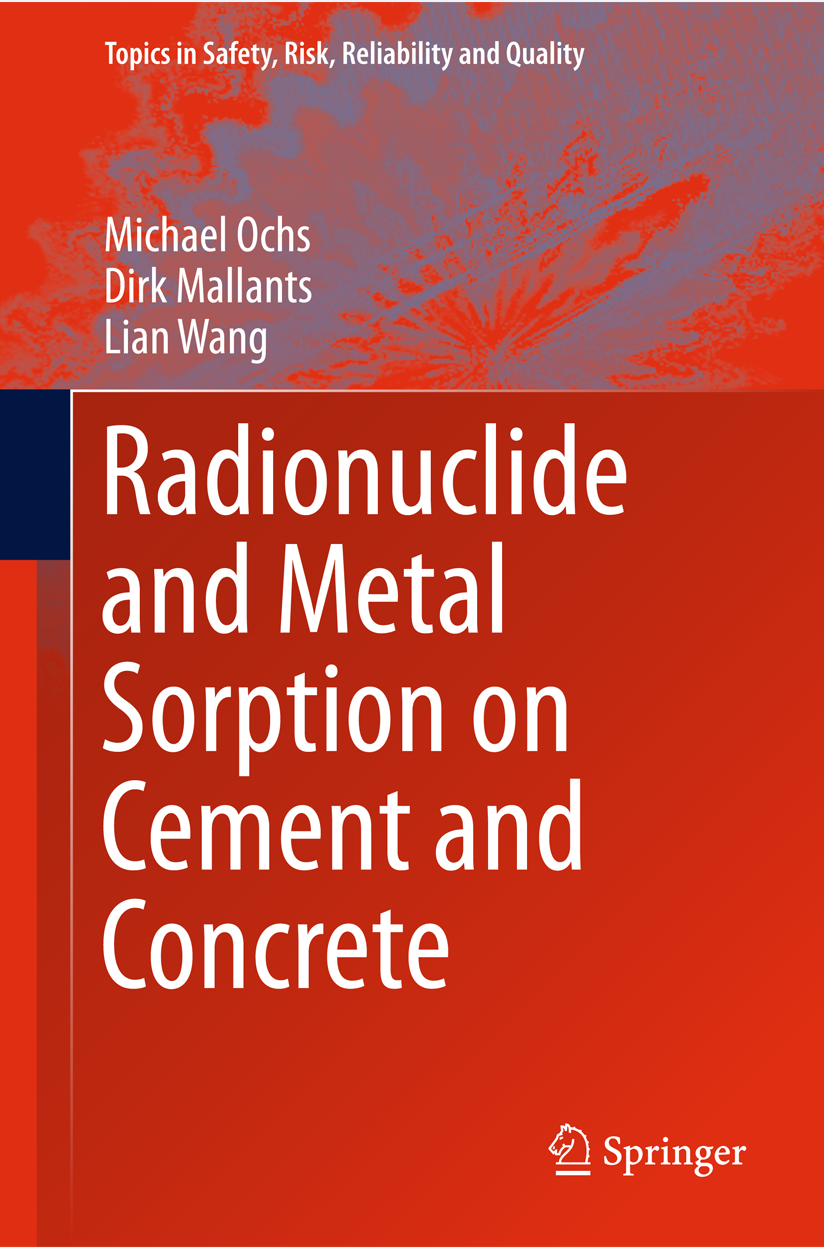 Topics in Safety, Risk, Reliability and Quality
Michael Ochs
Dirk Mallants
Lian Wang
Radionuclide
and Metal
Sorption on
Cement and
Concrete
Springer